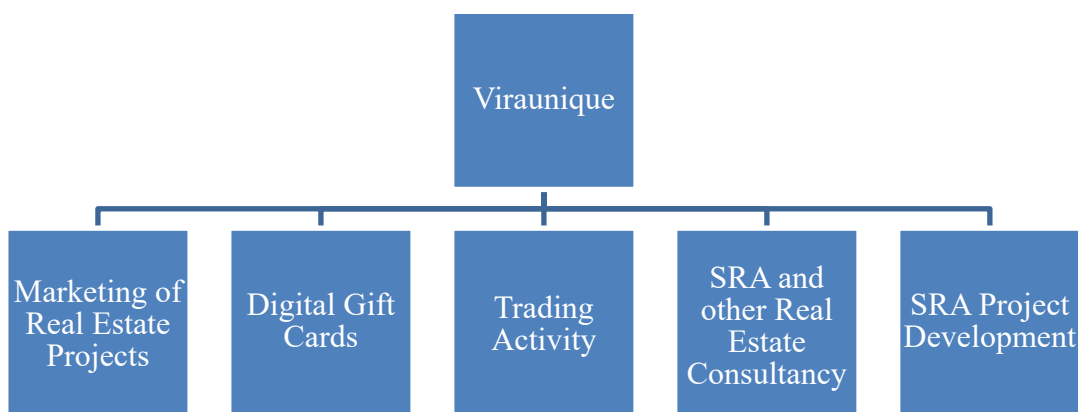 Viraunique
Marketing of
Real Estate
Projects
Digital Gift
Cards
Trading
Activity
SRA and
other Real
Estate
Consultancy
SRA Project
Development